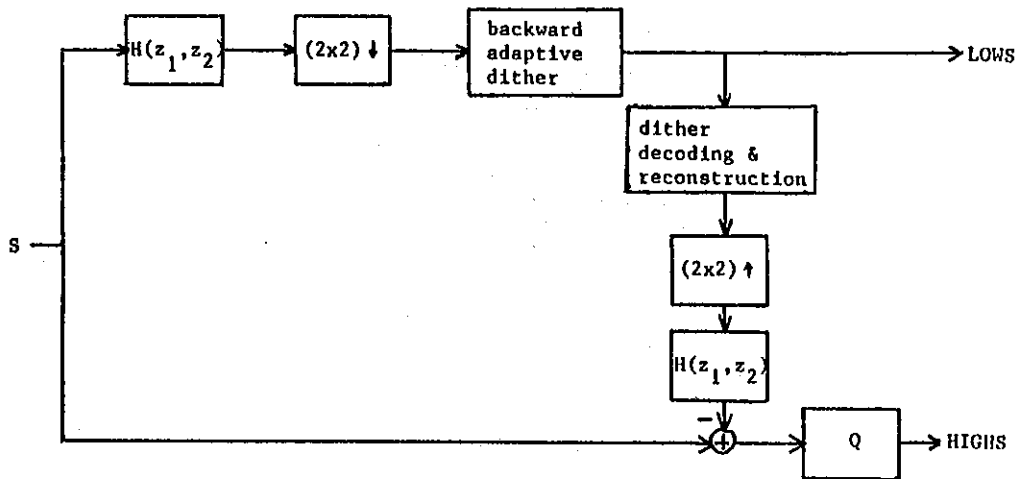 H(z1,z2)
(2x2)↓
backward
adaptive
dither
LOWS
dither
decoding &
reconstruction
S
(2x2)↑
H(z1,z2)
−
+
Q
HIGHS